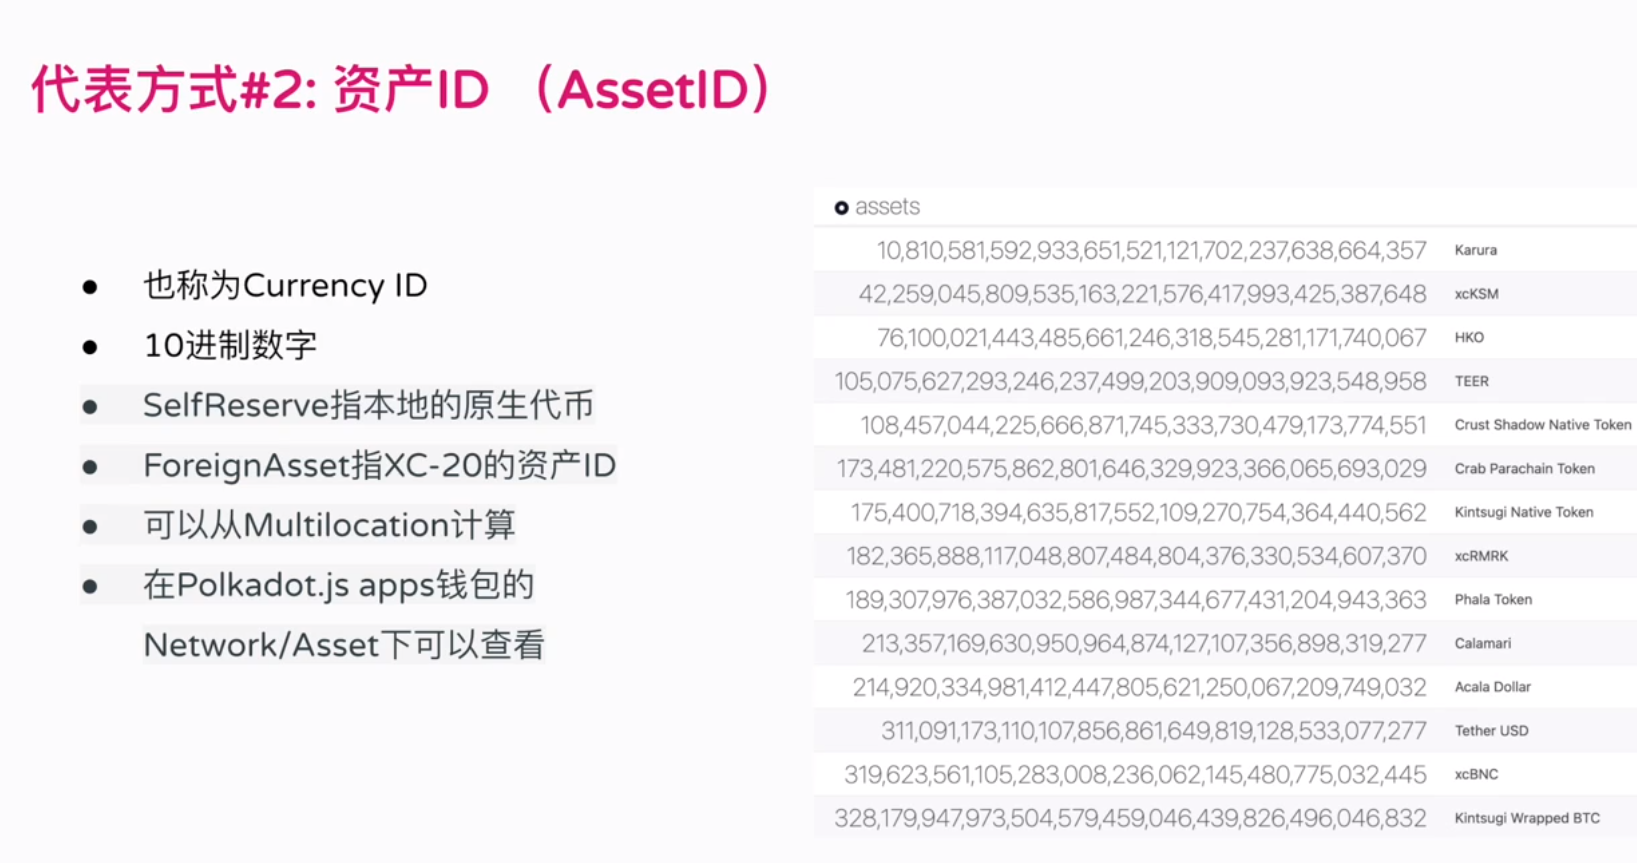 代表方式#2: 资产ID （AssetID）
● 也称为Currency ID
● 10进制数字
● SelfReserve指本地的原生代币
● ForeignAsset指XC-20的资产ID
● 可以从Multilocation计算
● 在Polkadot.js apps钱包的
Network/Asset下可以查看
assets
10,810,581,592,933,651,521,121,702,237,638,664,357 Karura
42,259,045,809,535,163,221,576,417,993,425,387,648 xcKSM
76,100,021,443,485,661,246,318,545,281,171,740,067 HKO
105,075,627,293,246,237,499,203,909,093,923,548,958 TEER
108,457,044,225,666,871,745,333,730,479,173,774,551 Crust Shadow Native Token
173,481,220,575,862,801,646,329,923,366,065,693,029 Crab Parachain Token
175,400,718,394,635,817,552,109,270,754,364,440,562 Kintsugi Native Token
182,365,888,117,048,807,484,804,376,330,534,607,370 xcRMRK
189,307,976,387,032,586,987,344,677,431,204,943,363 Phala Token
213,357,169,630,950,964,874,127,107,356,898,319,277 Calamari
214,920,334,981,412,447,805,621,250,067,209,749,032 Acala Dollar
311,091,173,110,107,856,861,649,819,128,533,077,277 Tether USD
319,623,561,105,283,008,236,062,145,480,775,032,445 xcBNC
328,179,947,973,504,579,459,046,439,826,496,046,832 Kintsugi Wrapped BTC